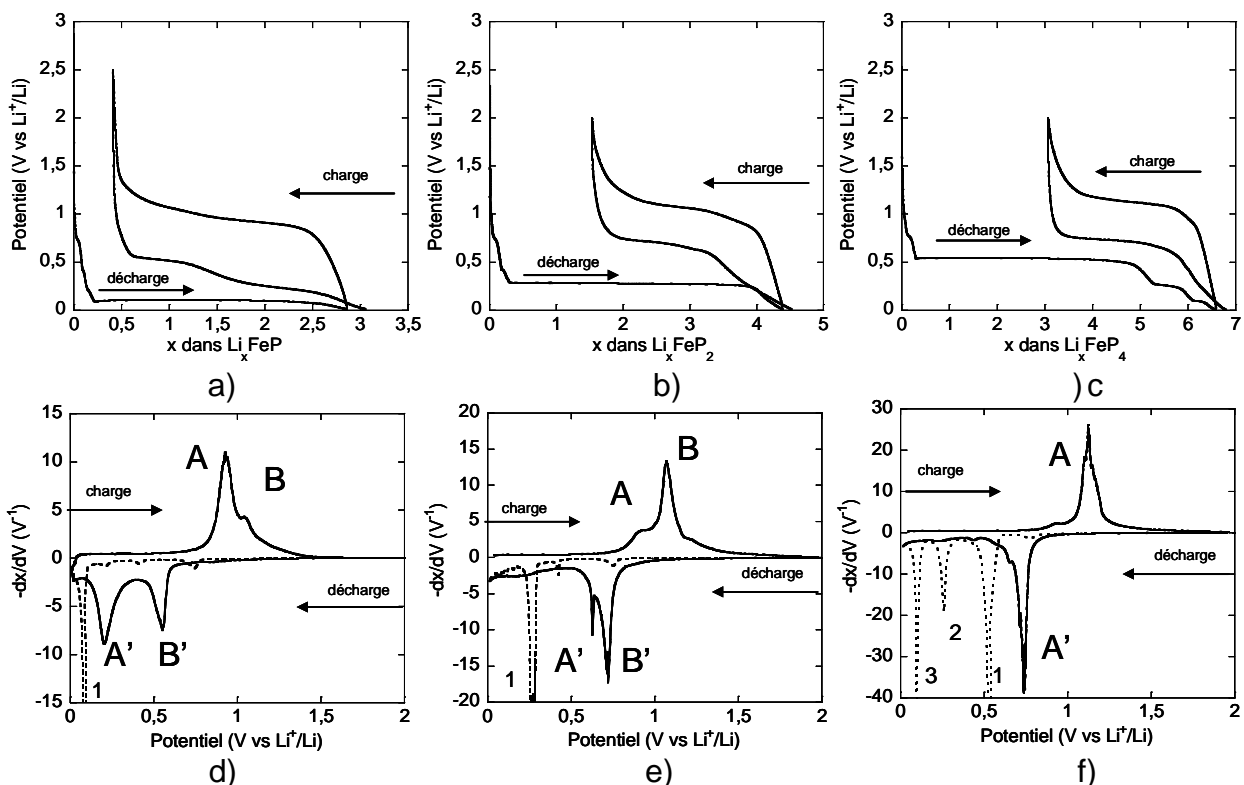 3
2,5
2
1,5
1
0,5
0
Potentiel (V vs Li⁺/Li)
charge
décharge
0 0,5 1 1,5 2 2,5 3 3,5
x dans LiₓFeP
a)
3
2,5
2
1,5
1
0,5
0
Potentiel (V vs Li⁺/Li)
charge
décharge
0 1 2 3 4 5
x dans LiₓFeP₂
b)
3
2,5
2
1,5
1
0,5
0
Potentiel (V vs Li⁺/Li)
charge
décharge
0 1 2 3 4 5 6 7
x dans LiₓFeP₄
) c
15
10
5
0
-5
-10
-15
-dx/dV (V⁻¹)
A
B
charge
décharge
A'
B'
1
0 0,5 1 1,5 2
Potentiel (V vs Li⁺/Li)
d)
20
15
10
5
0
-5
-10
-15
-20
-dx/dV (V⁻¹)
B
A
charge
décharge
A'
B'
1
0 0,5 1 1,5 2
Potentiel (V vs Li⁺/Li)
e)
30
20
10
0
-10
-20
-30
-40
-dx/dV (V⁻¹)
A
charge
décharge
2
A'
3
1
0 0,5 1 1,5 2
Potentiel (V vs Li⁺/Li)
f)